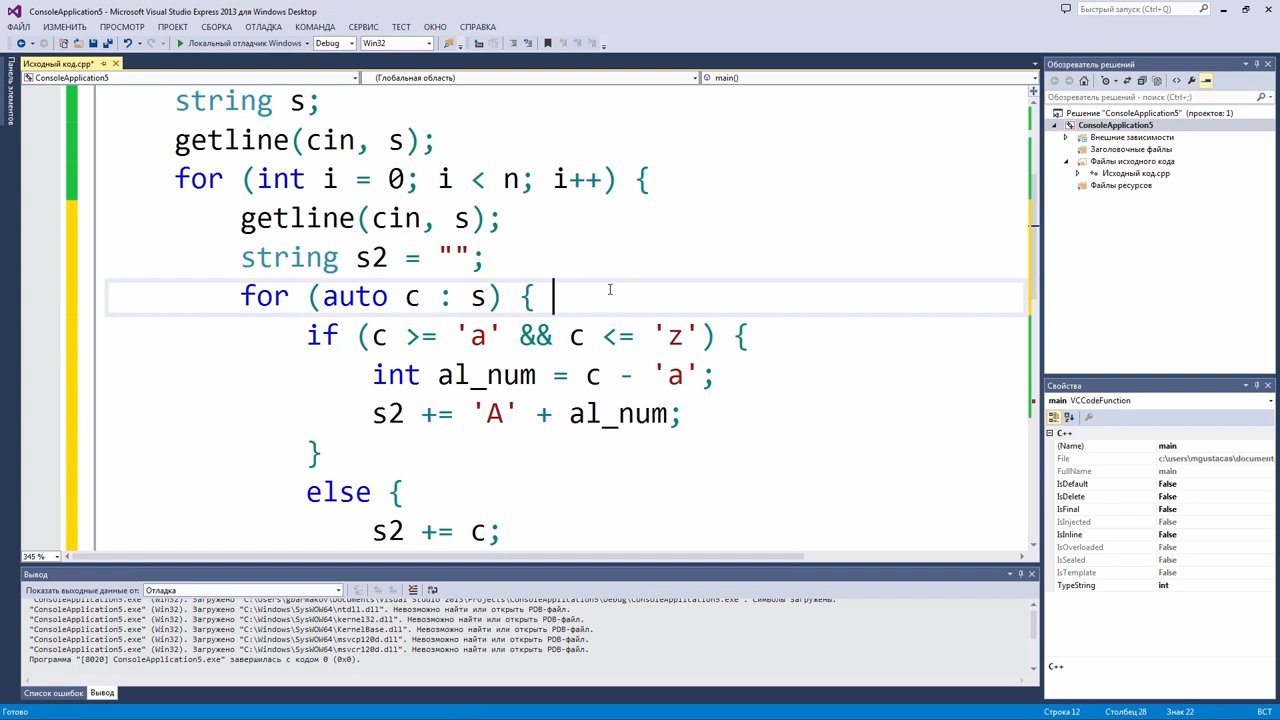 ConsoleApplication5 - Microsoft Visual Studio Express 2013 для Windows Desktop
Быстрый запуск (Ctrl+Q)
ФАЙЛ ИЗМЕНИТЬ ПРОСМОТР ПРОЕКТ СБОРКА ОТЛАДКА КОМАНДА СЕРВИС ТЕСТ ОКНО СПРАВКА
Локальный отладчик Windows Debug Win32
Панель элементов
Исходный код.cpp*
ConsoleApplication5 (Глобальная область) main()
string s;
getline(cin, s);
for (int i = 0; i < n; i++) {
getline(cin, s);
string s2 = "";
for (auto c : s) {
if (c >= 'a' && c <= 'z') {
int al_num = c - 'a';
s2 += 'A' + al_num;
}
else {
s2 += c;
345 %
Вывод
Показать выходные данные от: Отладка
"ConsoleApplication5.exe" (Win32). Загружено "C:\Windows\SysWOW64\ntdll.dll". Невозможно найти или открыть PDB-файл.
"ConsoleApplication5.exe" (Win32). Загружено "C:\Windows\SysWOW64\kernel32.dll". Невозможно найти или открыть PDB-файл.
"ConsoleApplication5.exe" (Win32). Загружено "C:\Windows\SysWOW64\KernelBase.dll". Невозможно найти или открыть PDB-файл.
"ConsoleApplication5.exe" (Win32). Загружено "C:\Windows\SysWOW64\msvcp120d.dll". Невозможно найти или открыть PDB-файл.
"ConsoleApplication5.exe" (Win32). Загружено "C:\Windows\SysWOW64\msvcr120d.dll". Невозможно найти или открыть PDB-файл.
Программа "[8020] ConsoleApplication5.exe" завершилась с кодом 0 (0x0).
Список ошибок Вывод
Обозреватель решений
Обозреватель решений - поиск (Ctrl+;)
Решение "ConsoleApplication5" (проектов: 1)
ConsoleApplication5
Внешние зависимости
Заголовочные файлы
Файлы исходного кода
Исходный код.cpp
Файлы ресурсов
Свойства
main VCCodeFunction
C++
(Name) main
File c:\users\mgustacas\document
FullName main
IsDefault False
IsDelete False
IsFinal False
IsInjected False
IsInline False
IsOverloaded False
IsSealed False
IsTemplate False
TypeString int
C++
Готово Строка 12 Столбец 28 Знак 22 ВСТ